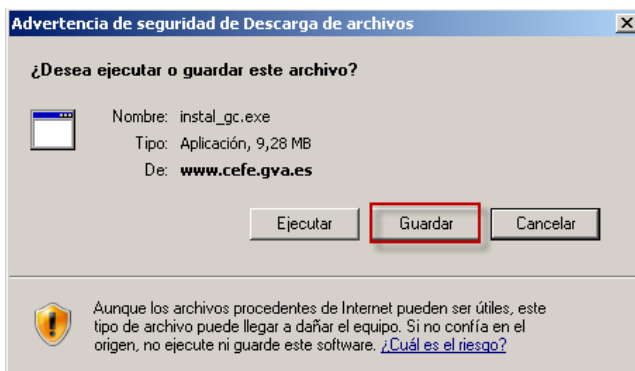 Advertencia de seguridad de Descarga de archivos
¿Desea ejecutar o guardar este archivo?
Nombre: instal_gc.exe
Tipo: Aplicación, 9,28 MB
De: www.cefe.gva.es
Ejecutar Guardar Cancelar
Aunque los archivos procedentes de Internet pueden ser útiles, este
tipo de archivo puede llegar a dañar el equipo. Si no confía en el
origen, no ejecute ni guarde este software. ¿Cuál es el riesgo?